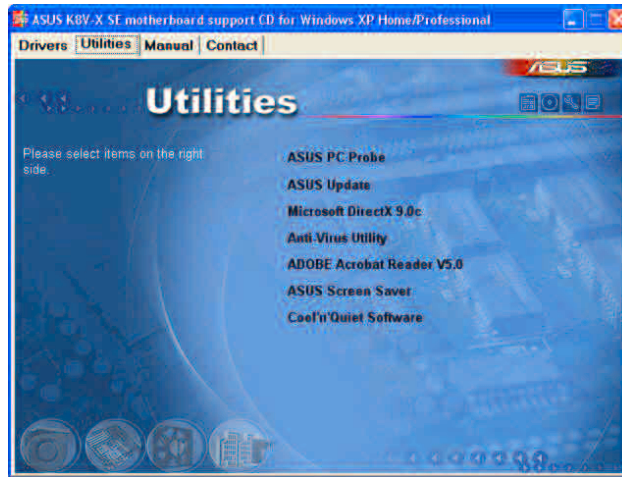 ASUS K8V-X SE motherboard support CD for Windows XP Home/Professional
Drivers Utilities Manual Contact
ASUS
Utilities
Please select items on the right
side.
ASUS PC Probe
ASUS Update
Microsoft DirectX 9.0c
Anti-Virus Utility
ADOBE Acrobat Reader V5.0
ASUS Screen Saver
Cool'n'Quiet Software